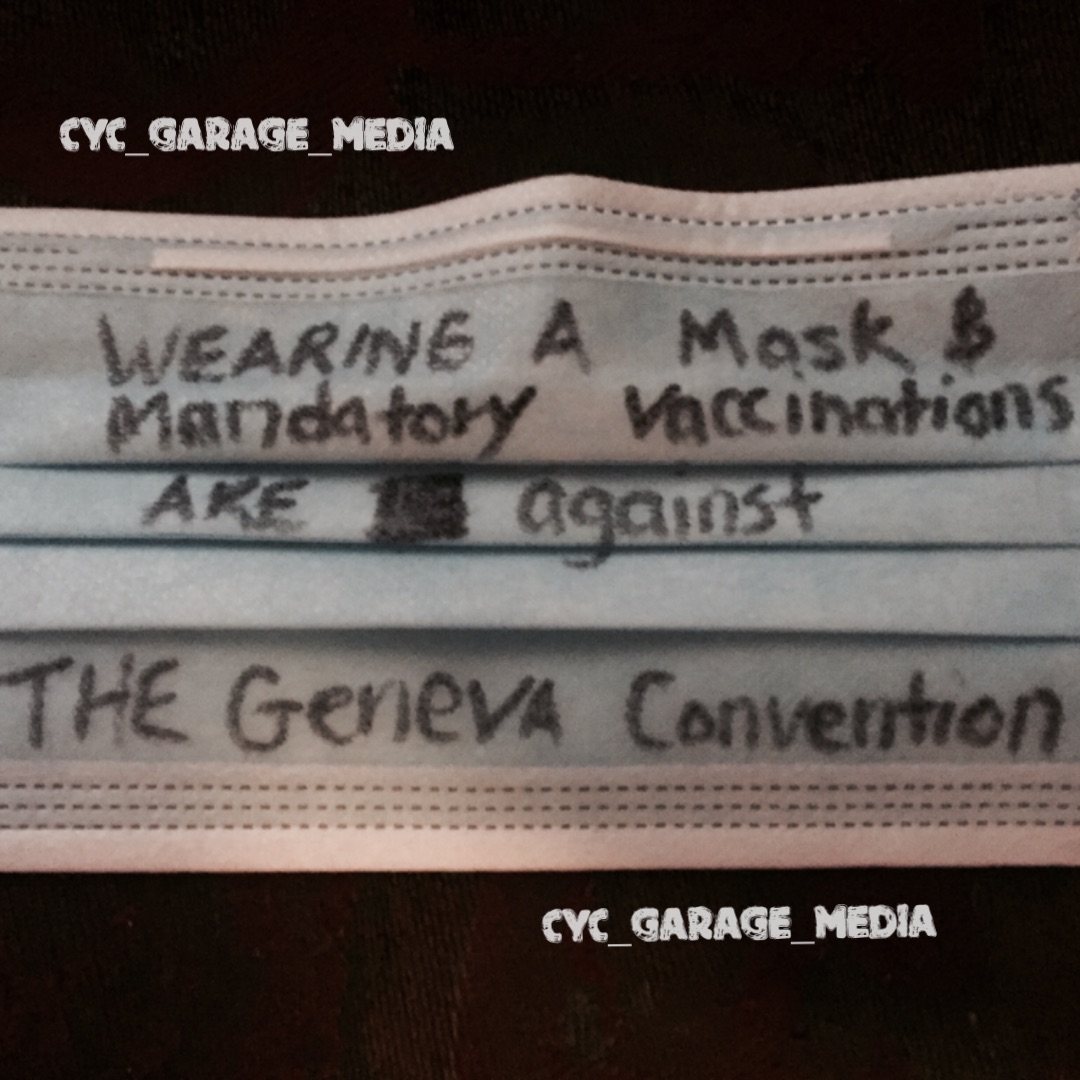 CYC_GARAGE_MEDIA
WEARING A Mask &
Mandatory Vaccinations
ARE against
THE GENEVA Convention
CYC_GARAGE_MEDIA